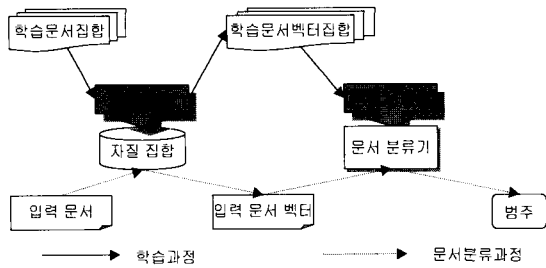 학습문서집합
학습문서벡터집합
자질 집합
문서 분류기
입력 문서
입력 문서 벡터
범주
학습과정
문서분류과정